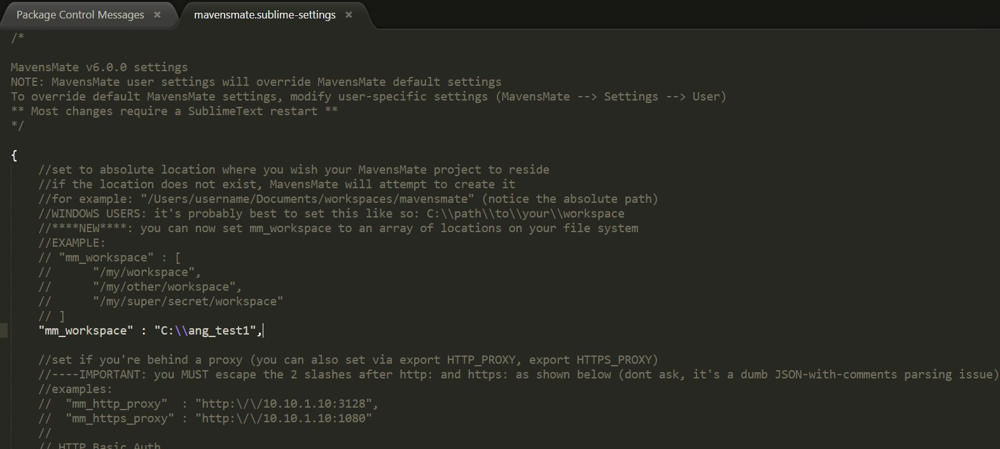 Package Control Messages ×
mavensmate.sublime-settings ×
/*
MavensMate v6.0.0 settings
NOTE: MavensMate user settings will override MavensMate default settings
To override default MavensMate settings, modify user-specific settings (MavensMate --> Settings --> User)
** Most changes require a SublimeText restart **
*/
{
//set to absolute location where you wish your MavensMate project to reside
//if the location does not exist, MavensMate will attempt to create it
//for example: "/Users/username/Documents/workspaces/mavensmate" (notice the absolute path)
//WINDOWS USERS: it's probably best to set this like so: C:\\path\\to\\your\\workspace
//****NEW****: you can now set mm_workspace to an array of locations on your file system
//EXAMPLE:
// "mm_workspace" : [
//      "/my/workspace",
//      "/my/other/workspace",
//      "/my/super/secret/workspace"
// ]
"mm_workspace" : "C:\\ang_test1",
//set if you're behind a proxy (you can also set via export HTTP_PROXY, export HTTPS_PROXY)
//----IMPORTANT: you MUST escape the 2 slashes after http: and https: as shown below (dont ask, it's a dumb JSON-with-comments parsing issue)
//examples:
//  "mm_http_proxy"  : "http:\/\/10.10.1.10:3128",
//  "mm_https_proxy" : "http:\/\/10.10.1.10:1080"
//
// HTTP Basic Auth